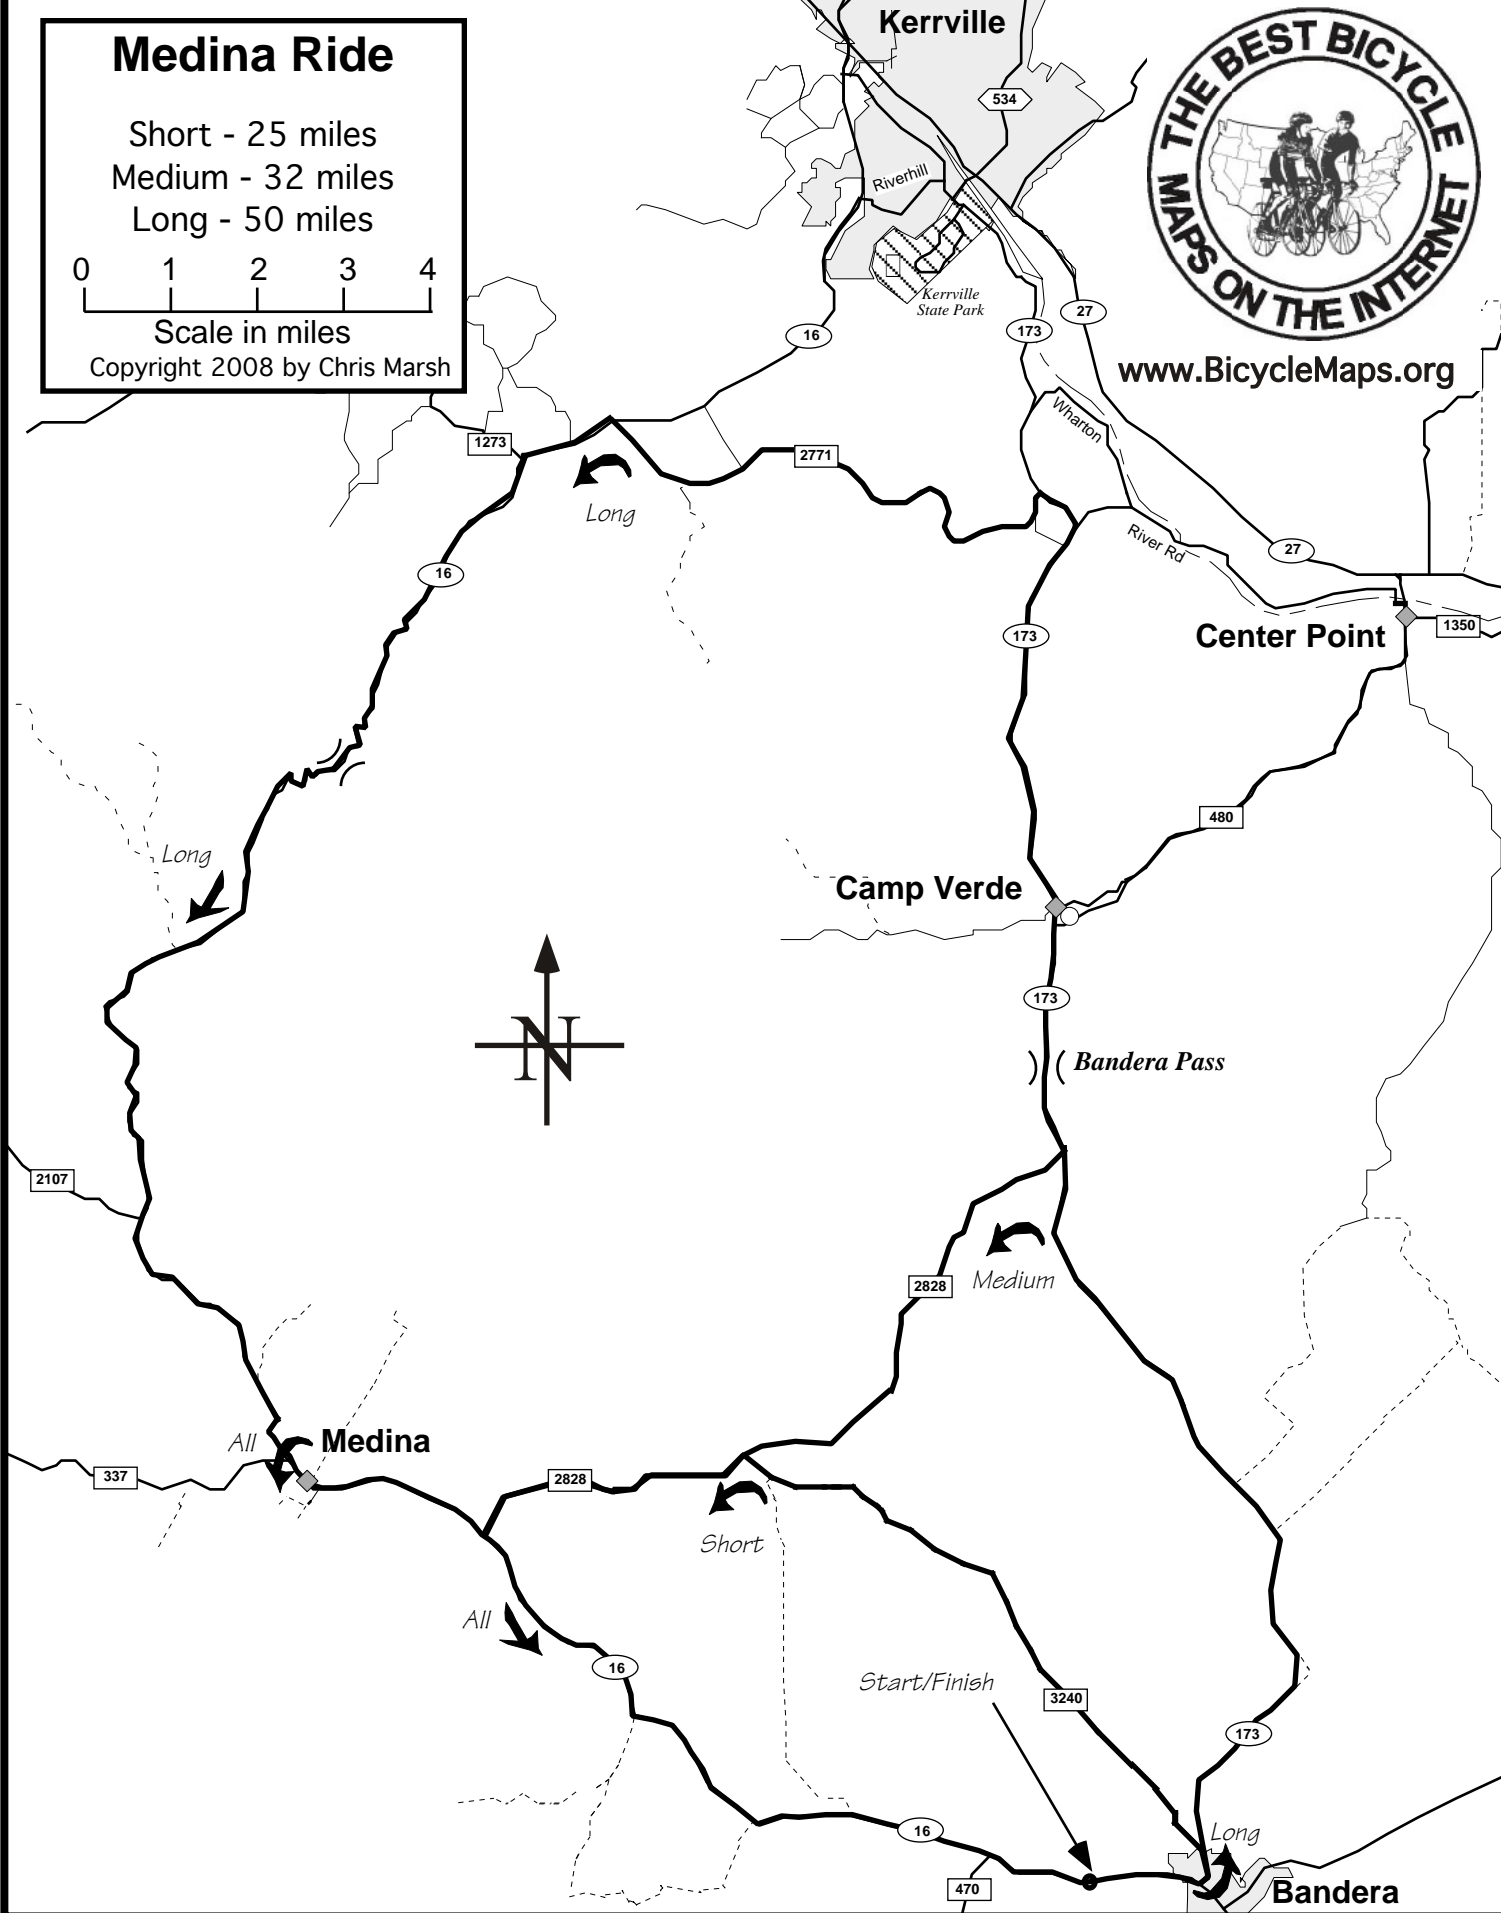 Medina Ride
Short - 25 miles
Medium - 32 miles
Long - 50 miles
0 1 2 3 4
Scale in miles
Copyright 2008 by Chris Marsh
Kerrville
534
THE BEST BICYCLE
MAPS ON THE INTERNET
www.BicycleMaps.org
Riverhill
Kerrville
State Park
16
173
27
Wharton
1273
2771
Long
16
River Rd
27
173
Center Point
1350
480
Long
Camp Verde
N
173
Bandera Pass
2107
2828
Medium
All
Medina
337
2828
Short
All
16
Start/Finish
3240
173
16
Long
470
Bandera